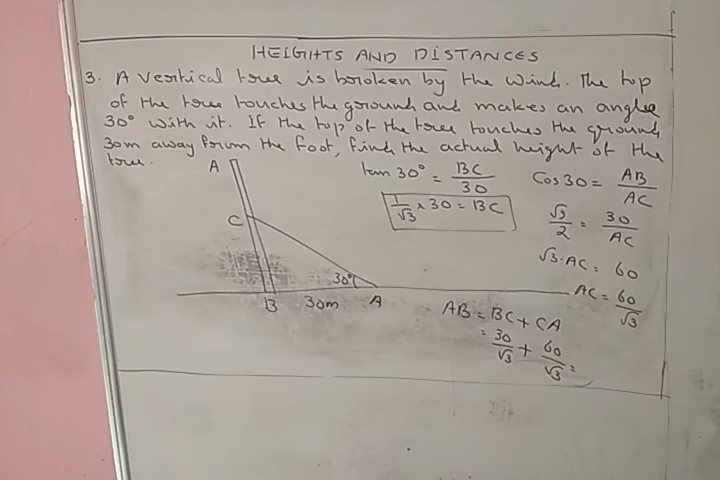 HEIGHTS AND DISTANCES
3. A vertical tree is broken by the wind. The top
of the tree touches the ground and makes an angle
30° with it. If the top of the tree touches the ground
30m away from the foot, find the actual height of the
tree.
A
C
B 30m A
30°
tan 30° = BC/30
1/√3 × 30 = BC
Cos 30 = AB/AC
√3/2 = 30/AC
√3·AC = 60
AC = 60/√3
AB = BC + CA
= 30/√3 + 60/√3 =